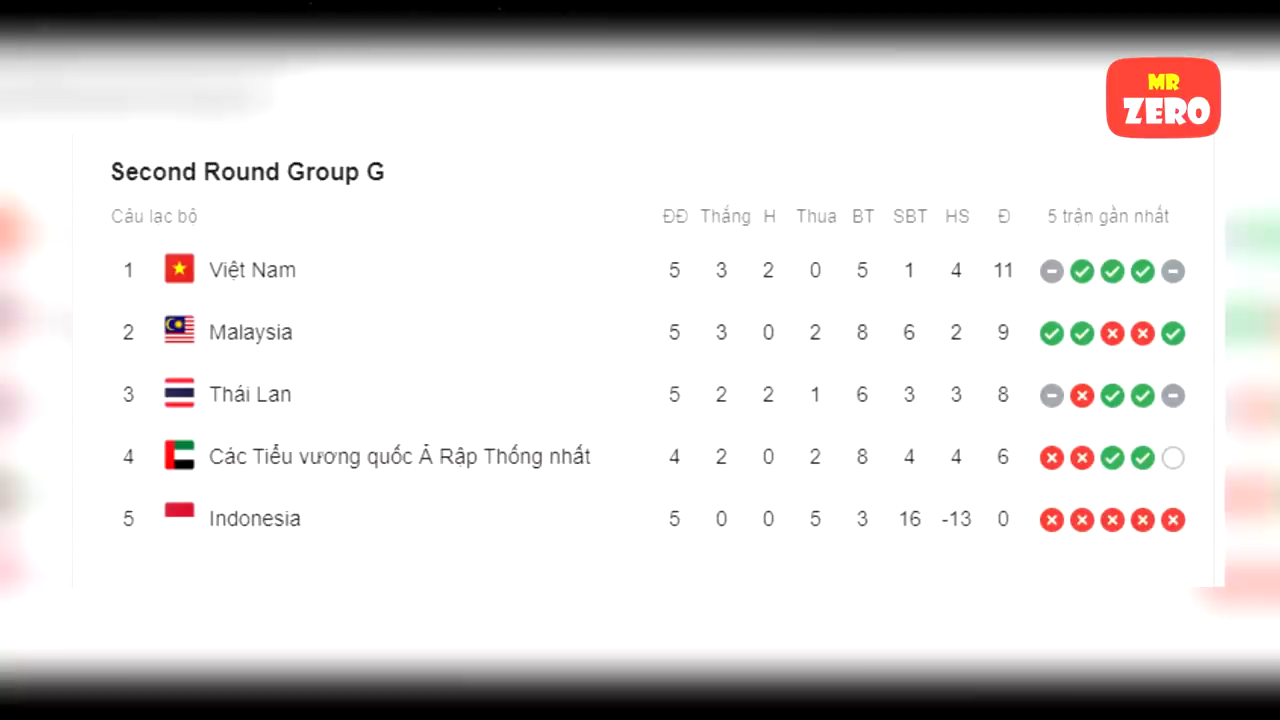 MR
ZERO
Second Round Group G
Câu lạc bộ ĐĐ Thắng H Thua BT SBT HS Đ 5 trận gần nhất
1 Việt Nam 5 3 2 0 5 1 4 11
2 Malaysia 5 3 0 2 8 6 2 9
3 Thái Lan 5 2 2 1 6 3 3 8
4 Các Tiểu vương quốc Ả Rập Thống nhất 4 2 0 2 8 4 4 6
5 Indonesia 5 0 0 5 3 16 -13 0